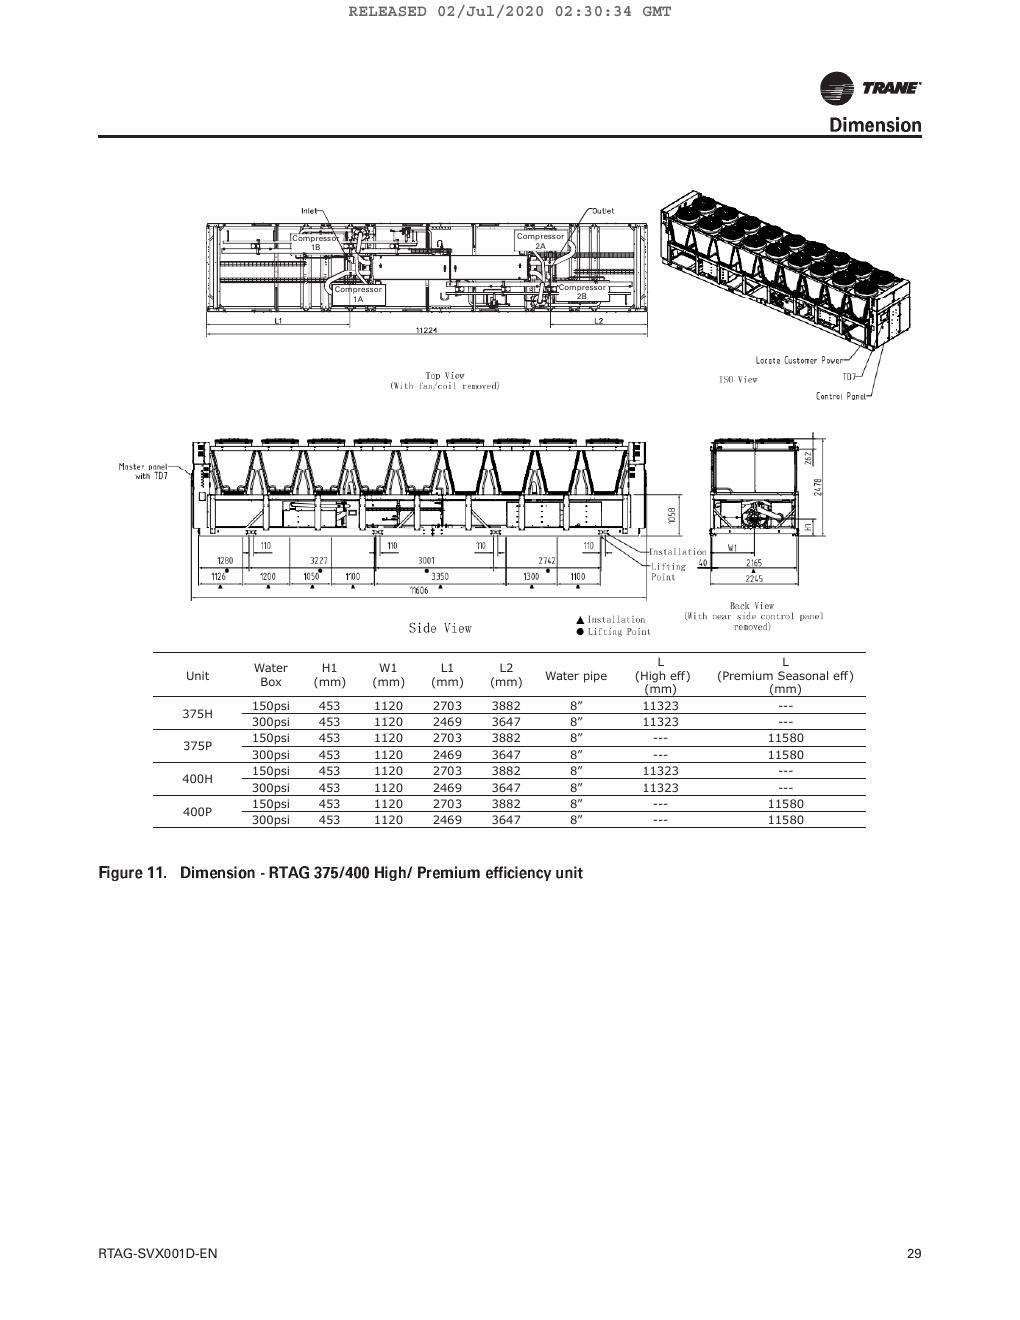 RELEASED 02/Jul/2020 02:30:34 GMT
TRANE
Dimension
Inlet
Outlet
Compressor
1B
Compressor
2A
Compressor
1A
Compressor
2B
L1
L2
11224
Top View
(With fan/coil removed)
Locate Customer Power
TD7
Control Panel
ISO View
Master panel
with TD7
1058
262
2478
H1
W1
110
110
110
110
Installation
1280
3227
3001
2742
Lifting
Point
40
2165
1126
1200
1050
1100
3350
1300
1100
2245
11606
Side View
▲ Installation
● Lifting Point
Back View
(With near side control panel
removed)
Unit Water Box H1 (mm) W1 (mm) L1 (mm) L2 (mm) Water pipe L (High eff) (mm) L (Premium Seasonal eff) (mm)
375H 150psi 453 1120 2703 3882 8″ 11323 ---
300psi 453 1120 2469 3647 8″ 11323 ---
375P 150psi 453 1120 2703 3882 8″ --- 11580
300psi 453 1120 2469 3647 8″ --- 11580
400H 150psi 453 1120 2703 3882 8″ 11323 ---
300psi 453 1120 2469 3647 8″ 11323 ---
400P 150psi 453 1120 2703 3882 8″ --- 11580
300psi 453 1120 2469 3647 8″ --- 11580
Figure 11. Dimension - RTAG 375/400 High/ Premium efficiency unit
RTAG-SVX001D-EN
29